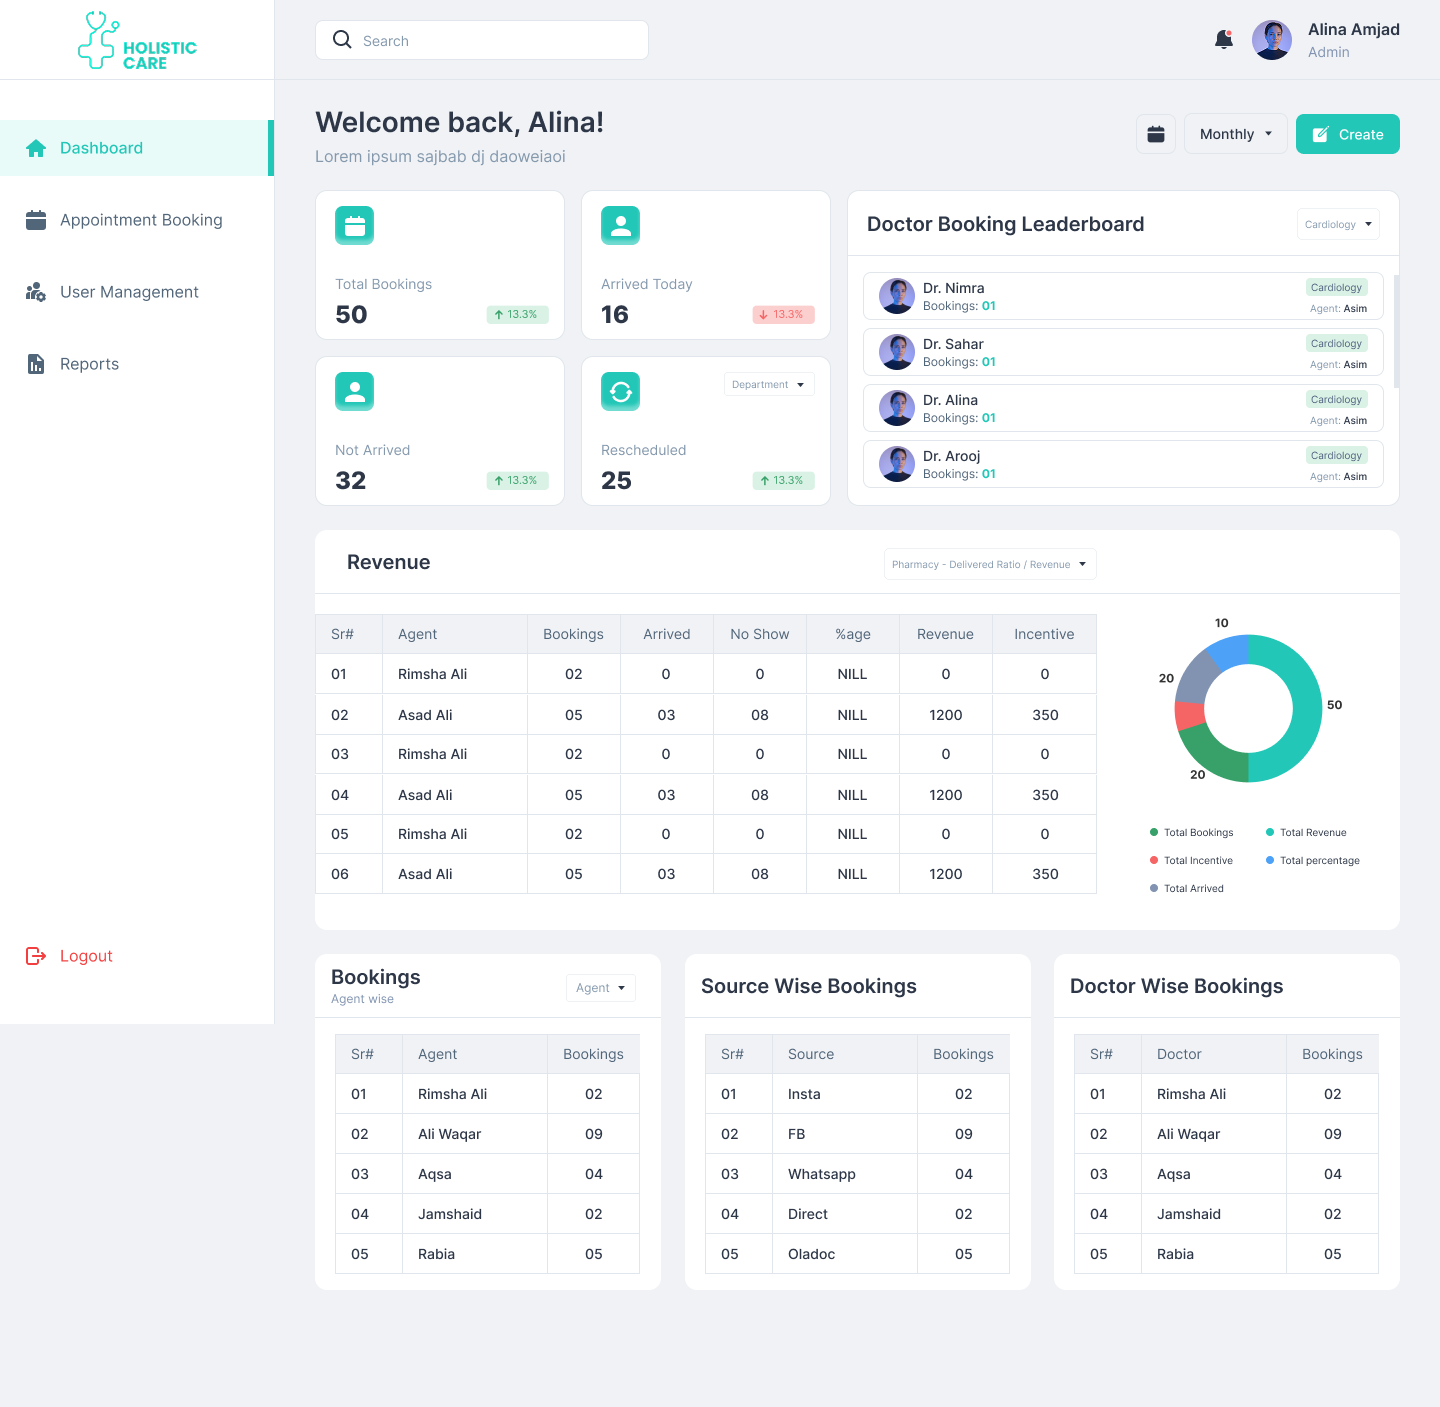 HOLISTIC
CARE
Search
Alina Amjad
Admin
Dashboard
Appointment Booking
User Management
Reports
Logout
Welcome back, Alina!
Lorem ipsum sajbab dj daoweiaoi
Monthly
Create
Total Bookings
50
13.3%
Arrived Today
16
13.3%
Not Arrived
32
13.3%
Department
Rescheduled
25
13.3%
Doctor Booking Leaderboard
Cardiology
Dr. Nimra
Bookings: 01
Cardiology
Agent: Asim
Dr. Sahar
Bookings: 01
Cardiology
Agent: Asim
Dr. Alina
Bookings: 01
Cardiology
Agent: Asim
Dr. Arooj
Bookings: 01
Cardiology
Agent: Asim
Revenue
Pharmacy - Delivered Ratio / Revenue
Sr# Agent Bookings Arrived No Show %age Revenue Incentive
01 Rimsha Ali 02 0 0 NILL 0 0
02 Asad Ali 05 03 08 NILL 1200 350
03 Rimsha Ali 02 0 0 NILL 0 0
04 Asad Ali 05 03 08 NILL 1200 350
05 Rimsha Ali 02 0 0 NILL 0 0
06 Asad Ali 05 03 08 NILL 1200 350
10
20
50
20
Total Bookings Total Revenue
Total Incentive Total percentage
Total Arrived
Bookings
Agent wise
Agent
Sr# Agent Bookings
01 Rimsha Ali 02
02 Ali Waqar 09
03 Aqsa 04
04 Jamshaid 02
05 Rabia 05
Source Wise Bookings
Sr# Source Bookings
01 Insta 02
02 FB 09
03 Whatsapp 04
04 Direct 02
05 Oladoc 05
Doctor Wise Bookings
Sr# Doctor Bookings
01 Rimsha Ali 02
02 Ali Waqar 09
03 Aqsa 04
04 Jamshaid 02
05 Rabia 05